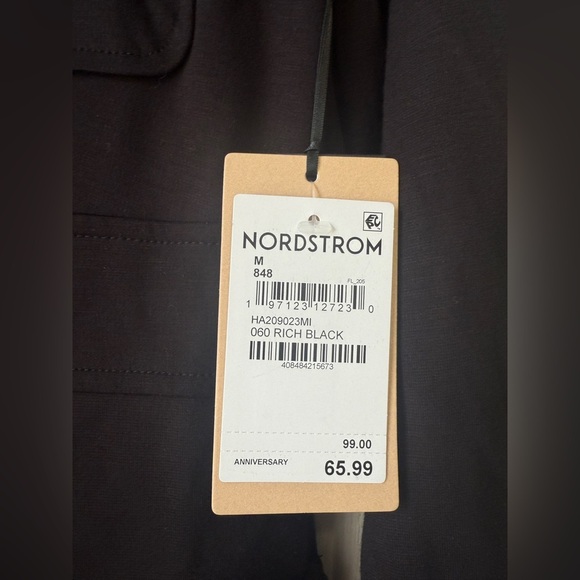 NORDSTROM
M
848
FL_205
1 97123 12723 0
HA209023MI
060 RICH BLACK
408484215673
99.00
ANNIVERSARY 65.99